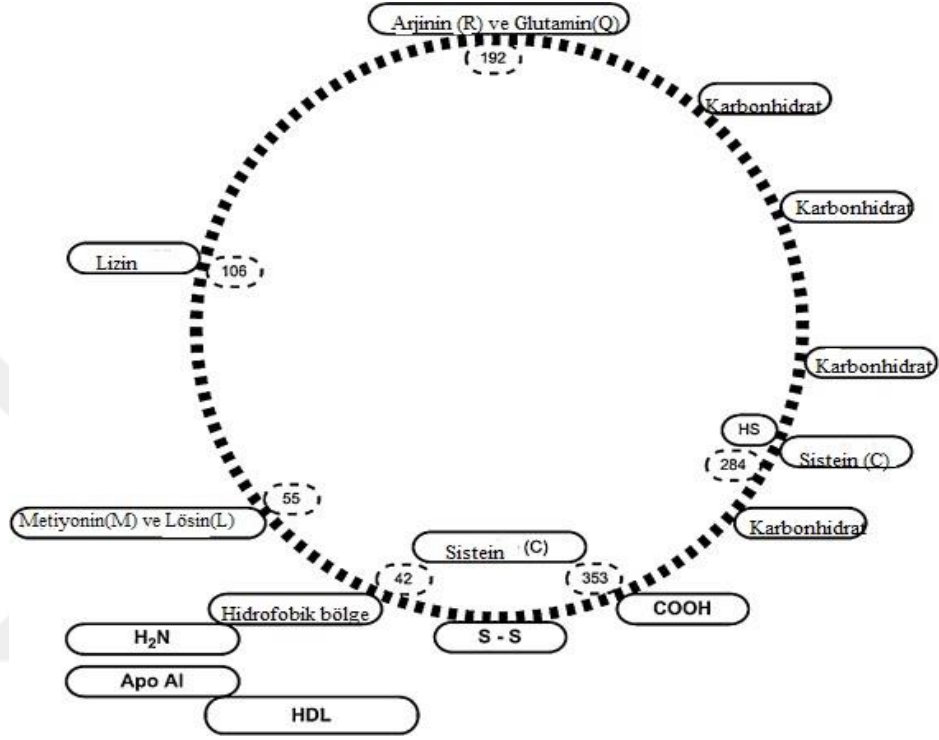 Arjinin (R) ve Glutamin(Q)
192
Karbonhidrat
Karbonhidrat
Lizin
106
Karbonhidrat
HS
Sistein (C)
284
55
Metiyonin(M) ve Lösin(L)
Karbonhidrat
Sistein (C)
42
353
Hidrofobik bölge
COOH
H₂N
S - S
Apo AI
HDL